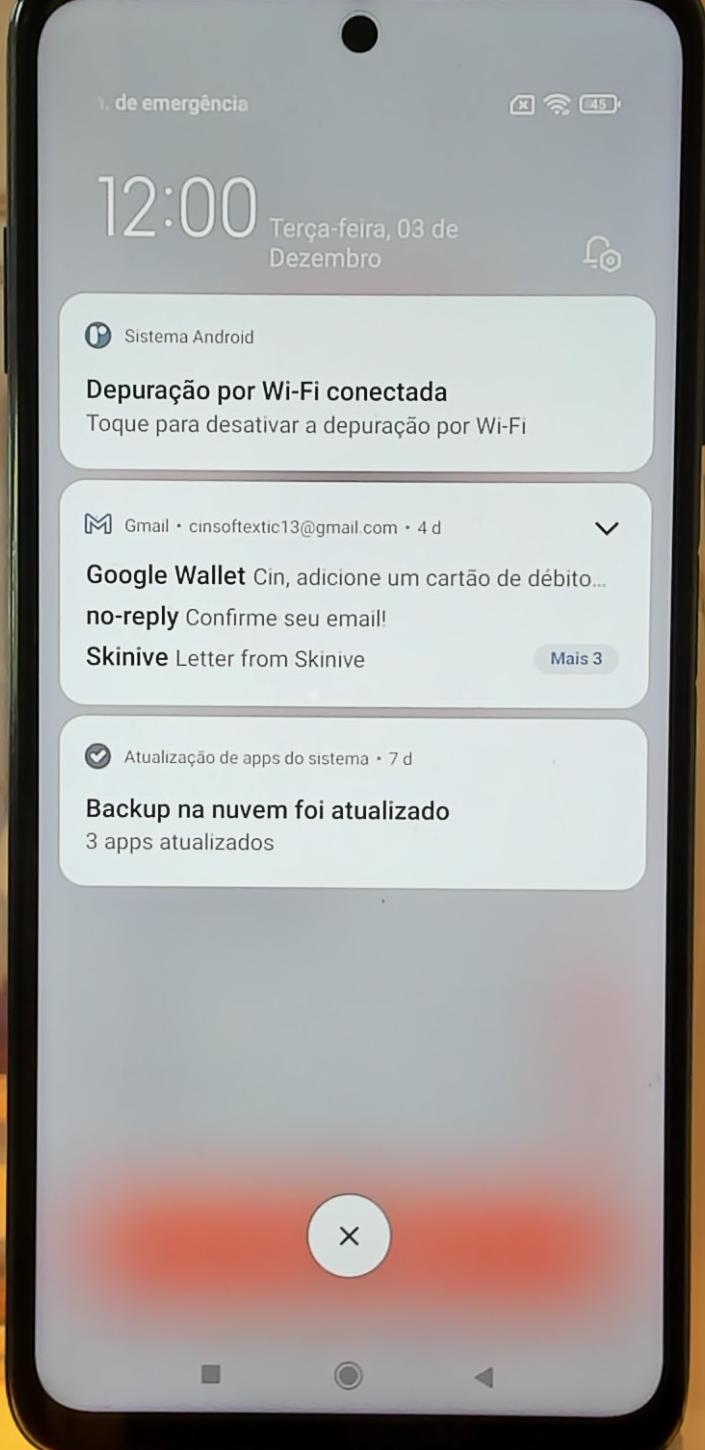 . de emergência
45
12:00
Terça-feira, 03 de
Dezembro
Sistema Android
Depuração por Wi-Fi conectada
Toque para desativar a depuração por Wi-Fi
Gmail • cinsoftextic13@gmail.com • 4 d
Google Wallet Cin, adicione um cartão de débito...
no-reply Confirme seu email!
Skinive Letter from Skinive
Mais 3
Atualização de apps do sistema • 7 d
Backup na nuvem foi atualizado
3 apps atualizados